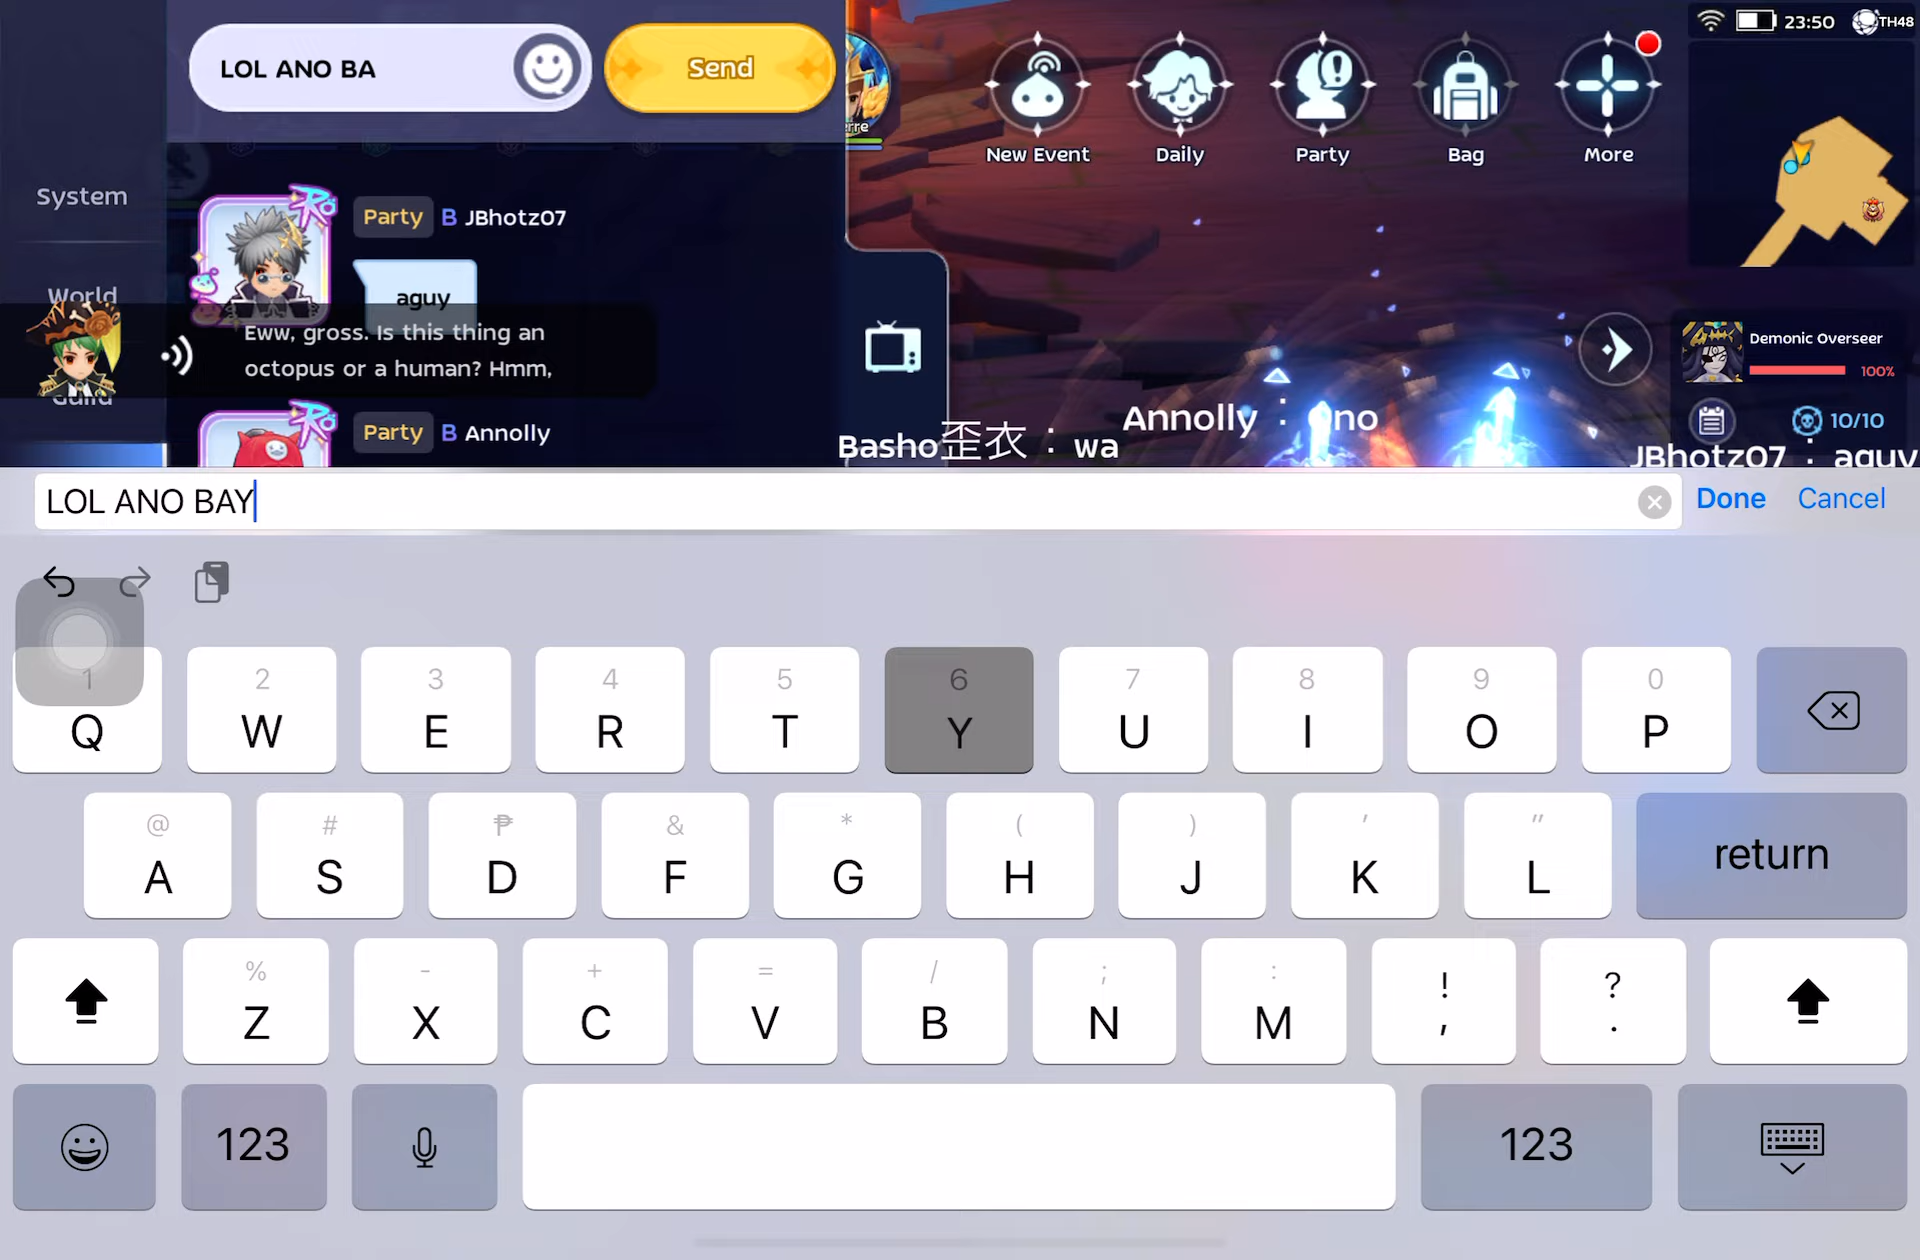 LOL ANO BA
Send
erre
New Event
Daily
Party
Bag
More
23:50
TH48
System
World
Guild
Party B JBhotz07
aguy
Eww, gross. Is this thing an
octopus or a human? Hmm,
Party B Annolly
Demonic Overseer
100%
10/10
Annolly : ano
Basho歪衣 : wa
JBhotz07 : aguy
LOL ANO BAY
Done
Cancel
1 2 3 4 5 6 7 8 9 0
Q W E R T Y U I O P
@ # ₱ & * ( ) ' "
A S D F G H J K L return
% - + = / ; : ! ?
Z X C V B N M , .
123
123